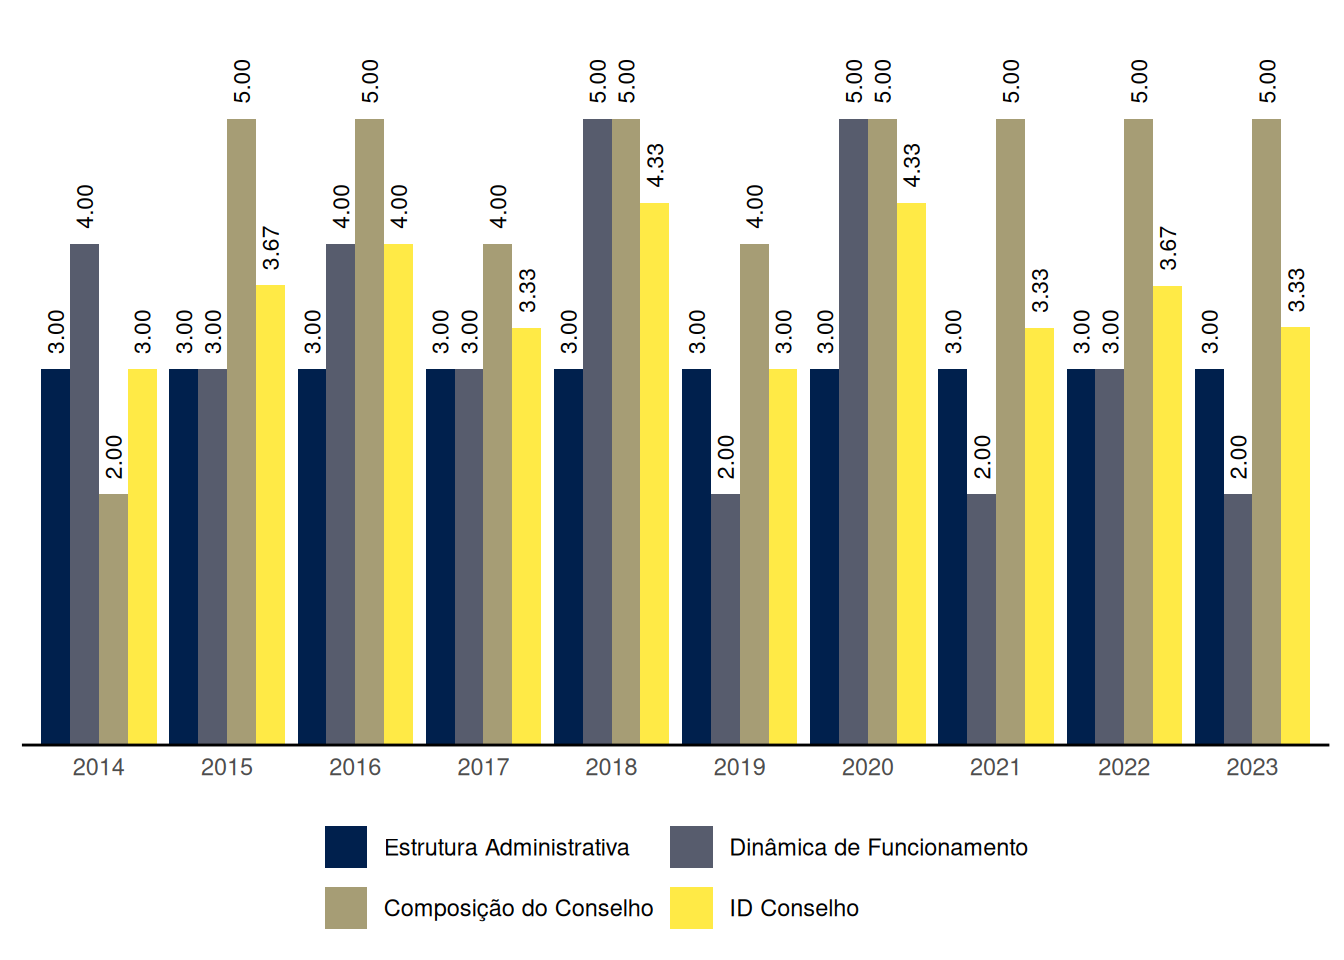 3.00 4.00 2.00 3.00
3.00 3.00 5.00 3.67
3.00 4.00 5.00 4.00
3.00 3.00 4.00 3.33
3.00 5.00 5.00 4.33
3.00 2.00 4.00 3.00
3.00 5.00 5.00 4.33
3.00 2.00 5.00 3.33
3.00 3.00 5.00 3.67
3.00 2.00 5.00 3.33
2014 2015 2016 2017 2018 2019 2020 2021 2022 2023
Estrutura Administrativa Dinâmica de Funcionamento
Composição do Conselho ID Conselho